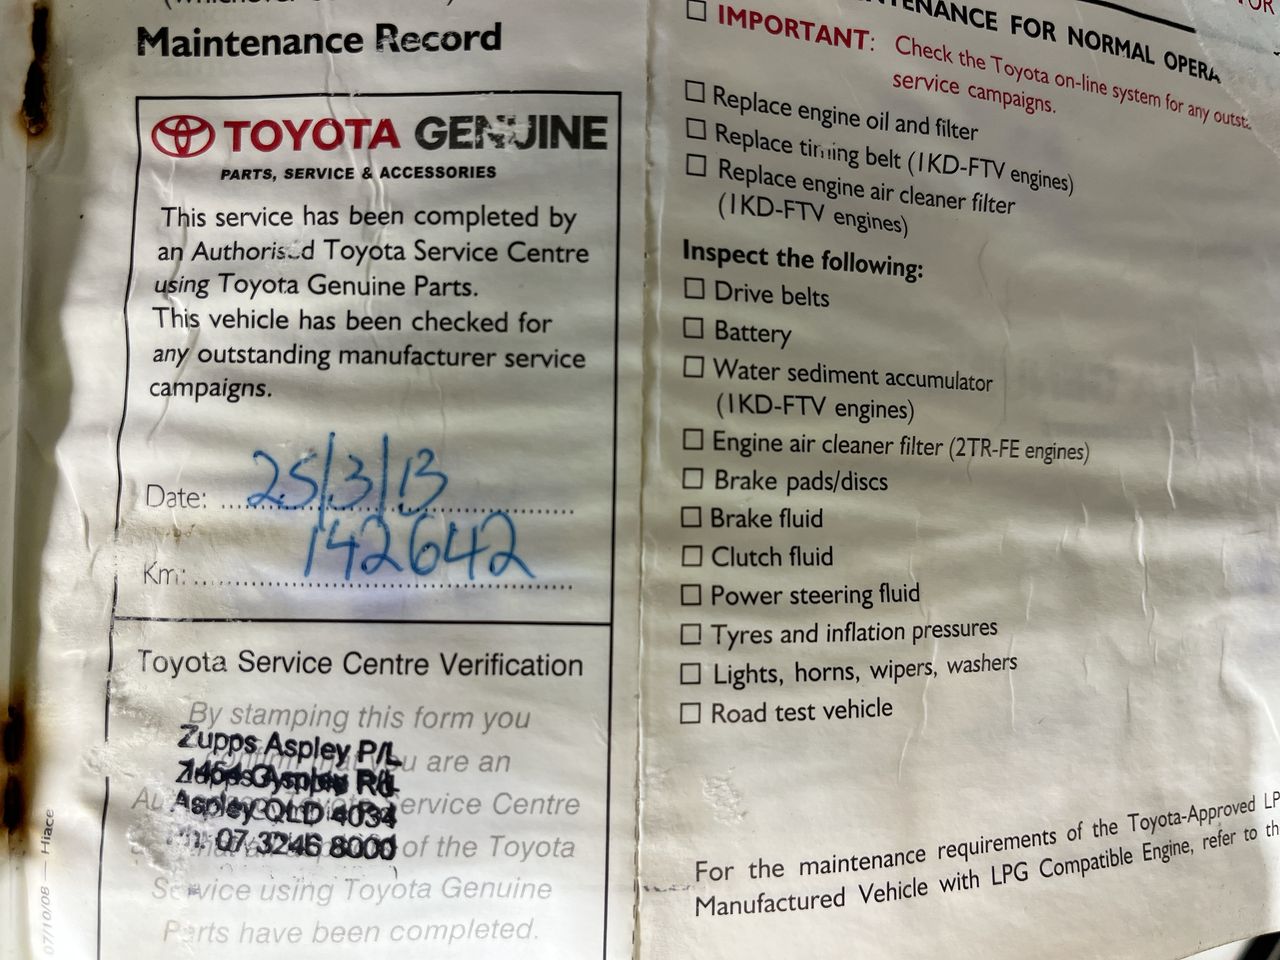 Maintenance Record
TOYOTA GENUINE
PARTS, SERVICE & ACCESSORIES
This service has been completed by
an Authorised Toyota Service Centre
using Toyota Genuine Parts.
This vehicle has been checked for
any outstanding manufacturer service
campaigns.
Date: 25/3/13
Km: 142642
Toyota Service Centre Verification
By stamping this form you
you are an
Service Centre
of the Toyota
Service using Toyota Genuine
Parts have been completed.
Zupps Aspley P/L
Aspley QLD 4034
Ph. 07 3246 8000
07/10/08 — Hiace
MAINTENANCE FOR NORMAL
☐ IMPORTANT: Check the Toyota on-line system for any
service campaigns.
☐ Replace engine oil and filter
☐ Replace timing belt (1KD-FTV engines)
☐ Replace engine air cleaner filter
(1KD-FTV engines)
Inspect the following:
☐ Drive belts
☐ Battery
☐ Water sediment accumulator
(1KD-FTV engines)
☐ Engine air cleaner filter (2TR-FE engines)
☐ Brake pads/discs
☐ Brake fluid
☐ Clutch fluid
☐ Power steering fluid
☐ Tyres and inflation pressures
☐ Lights, horns, wipers, washers
☐ Road test vehicle
For the maintenance requirements of the Toyota-Approved
Manufactured Vehicle with LPG Compatible Engine, refer to